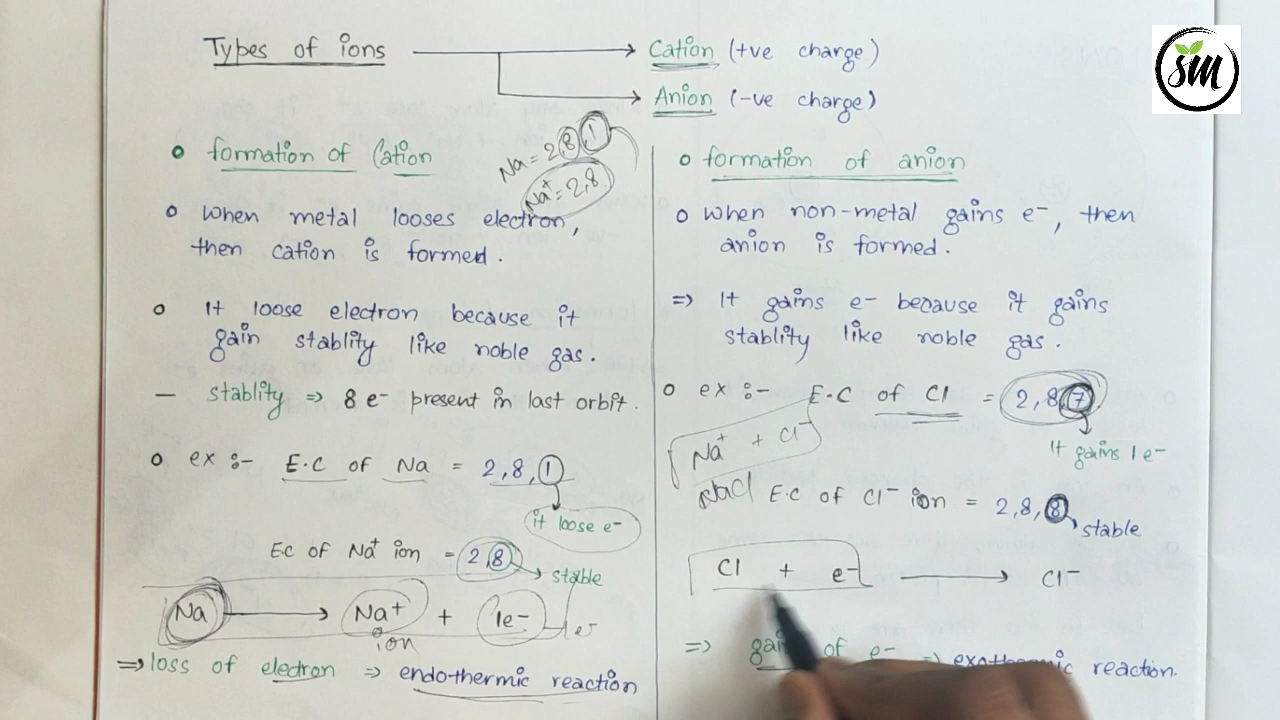 Types of ions
Cation (+ve charge)
Anion (-ve charge)
SM
formation of Cation
Na = 2,8,1
Na⁺ = 2,8
when metal looses electron,
then cation is formed.
It loose electron because it
gain stablity like noble gas.
– stablity ⇒ 8 e⁻ present in last orbit.
ex :- E.C of Na = 2,8,1
it loose e⁻
E.C of Na⁺ ion = 2,8
stable
Na → Na⁺ + 1e⁻
ion
1e⁻
⇒ loss of electron ⇒ endothermic reaction
formation of anion
when non-metal gains e⁻, then
anion is formed.
⇒ It gains e⁻ because it gains
stablity like noble gas.
ex :- E.C of Cl = 2,8,7
It gains 1e⁻
Na⁺ + Cl⁻
NaCl
E.C of Cl⁻ ion = 2,8,8
stable
Cl + e⁻ → Cl⁻
⇒ gain of e⁻ ⇒ exothermic reaction.